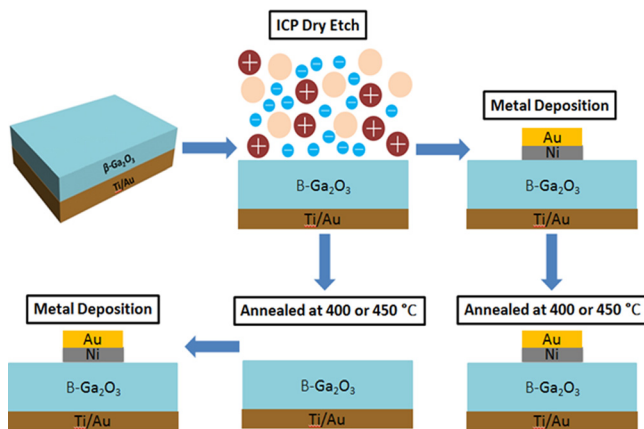 ICP Dry Etch
β-Ga₂O₃
Ti/Au
B-Ga₂O₃
Ti/Au
Metal Deposition
Au
Ni
B-Ga₂O₃
Ti/Au
Metal Deposition
Au
Ni
B-Ga₂O₃
Ti/Au
Annealed at 400 or 450 °C
B-Ga₂O₃
Ti/Au
Annealed at 400 or 450 °C
Au
Ni
B-Ga₂O₃
Ti/Au